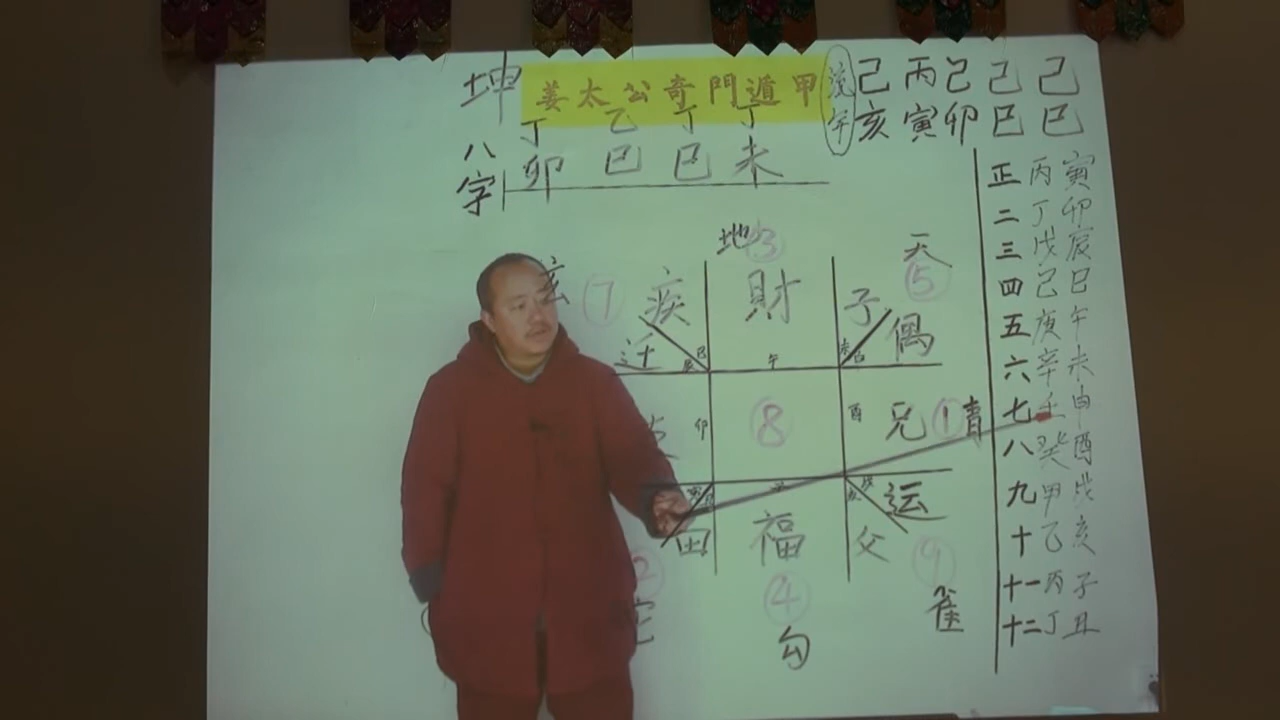 坤 姜太公奇門遁甲 流年 己 丙 己 己 己
亥 寅 卯 巳 巳
丁 乙 丁 丁
八字 卯 巳 巳 未
正 丙 寅
二 丁 卯
三 戊 辰
四 己 巳
五 庚 午
六 辛 未
七 壬 申
八 癸 酉
九 甲 戌
十 乙 亥
十一 丙 子
十二 丁 丑
地 ③ 天
玄 ⑦ 疾 財 子 ⑤
迁 巳 午 未 偶
卯 ⑧ 酉 兄 ① 青
田 福 父 运
② ④ ⑨
蛇 勾 雀